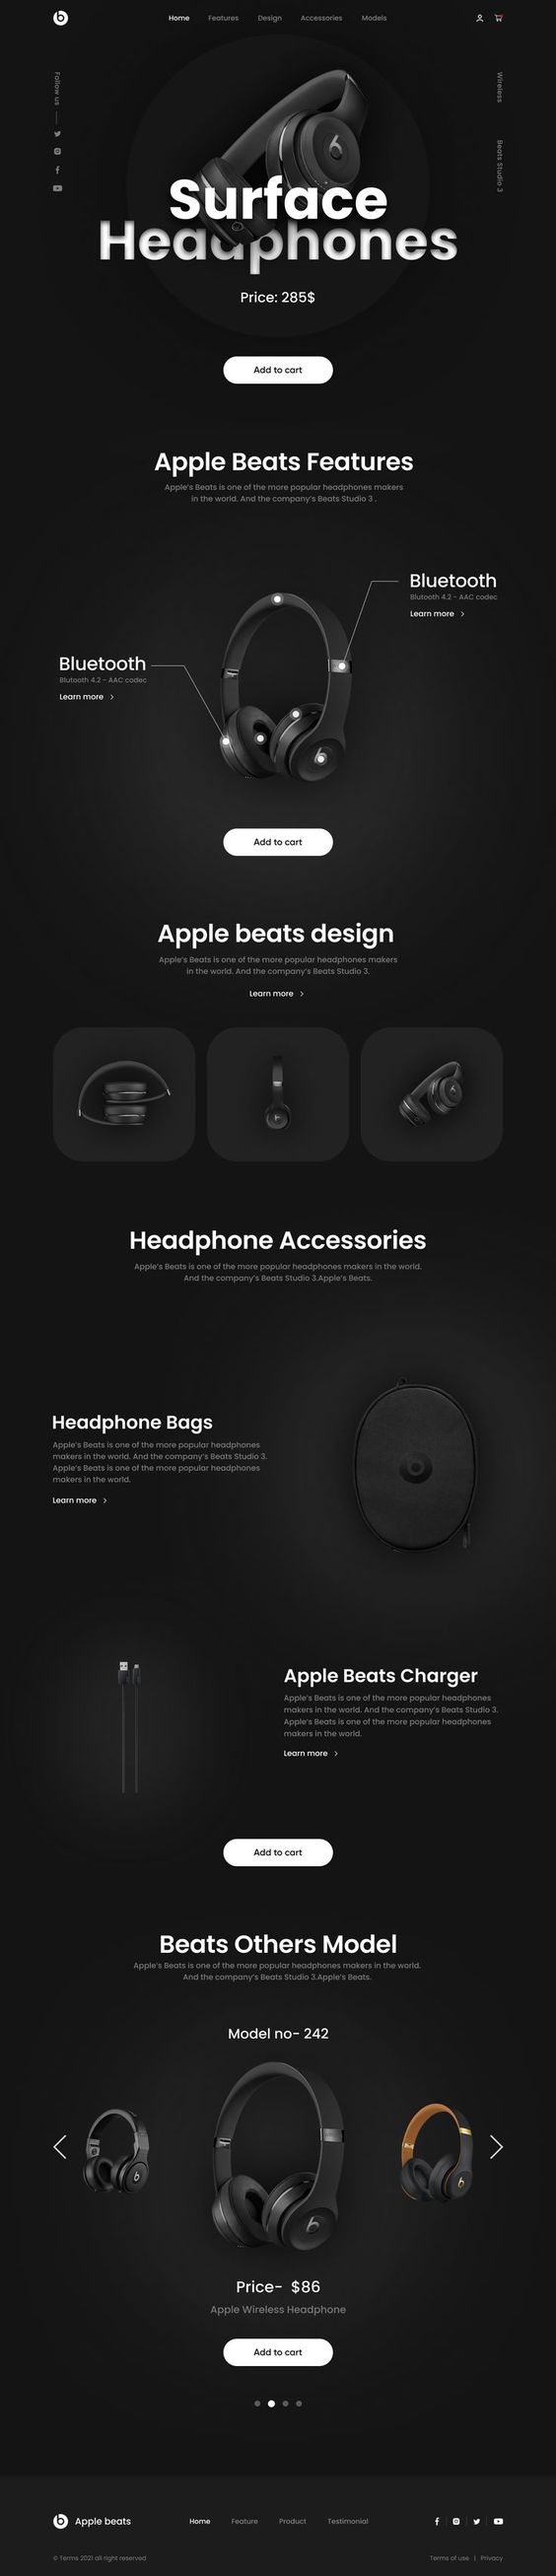 Home Features Design Accessories Models
Follow us
Wireless
Beats Studio 3
Surface
Headphones
Price: 285$
Add to cart
Apple Beats Features
Apple's Beats is one of the more popular headphones makers
in the world. And the company's Beats Studio 3 .
Bluetooth
Blutooth 4.2 - AAC codec
Learn more
Bluetooth
Blutooth 4.2 - AAC codec
Learn more
Add to cart
Apple beats design
Apple's Beats is one of the more popular headphones makers
in the world. And the company's Beats Studio 3.
Learn more
Headphone Accessories
Apple's Beats is one of the more popular headphones makers in the world.
And the company's Beats Studio 3.Apple's Beats.
Headphone Bags
Apple's Beats is one of the more popular headphones
makers in the world. And the company's Beats Studio 3.
Apple's Beats is one of the more popular headphones
makers in the world.
Learn more
Apple Beats Charger
Apple's Beats is one of the more popular headphones
makers in the world. And the company's Beats Studio 3.
Apple's Beats is one of the more popular headphones
makers in the world.
Learn more
Add to cart
Beats Others Model
Apple's Beats is one of the more popular headphones makers in the world.
And the company's Beats Studio 3.Apple's Beats.
Model no- 242
Price- $86
Apple Wireless Headphone
Add to cart
Apple beats Home Feature Product Testimonial
© Terms 2021 all right reserved Terms of use | Privacy